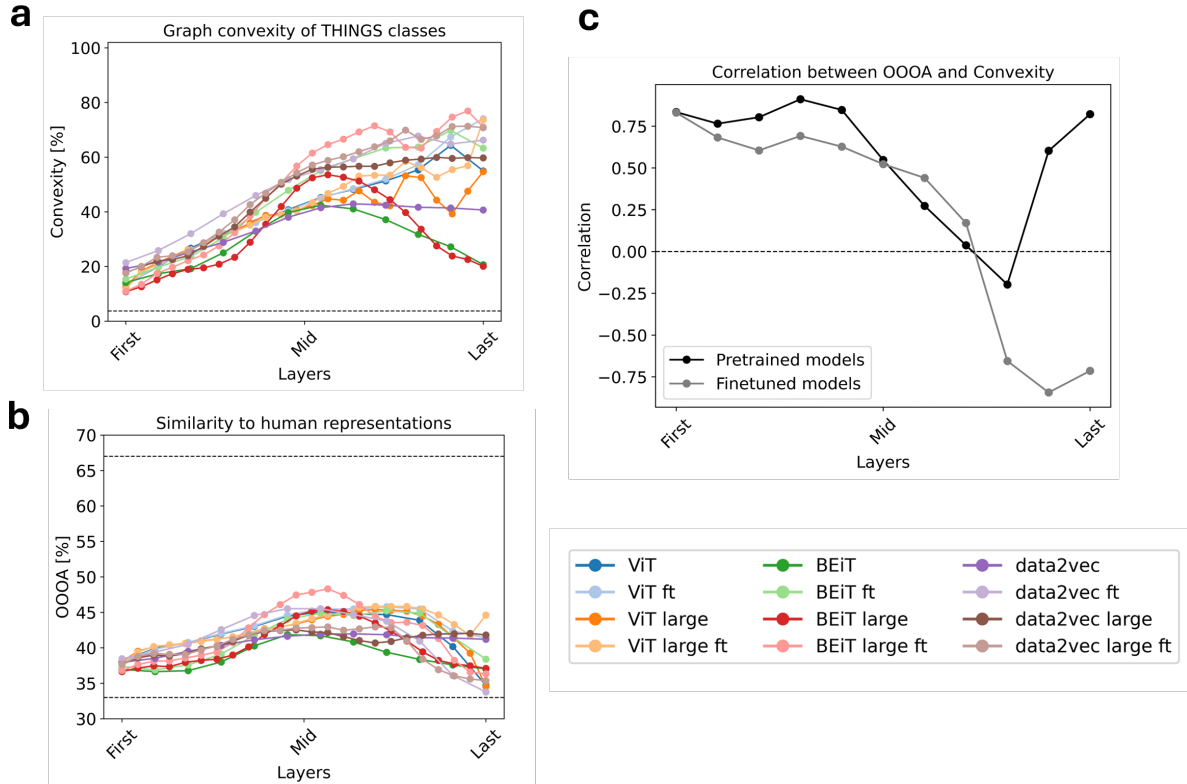 a
Graph convexity of THINGS classes
Convexity [%]
100
80
60
40
20
0
First
Mid
Last
Layers
b
Similarity to human representations
OOOA [%]
70
65
60
55
50
45
40
35
30
First
Mid
Last
Layers
c
Correlation between OOOA and Convexity
Correlation
0.75
0.50
0.25
0.00
−0.25
−0.50
−0.75
Pretrained models
Finetuned models
First
Mid
Last
Layers
ViT
ViT ft
ViT large
ViT large ft
BEiT
BEiT ft
BEiT large
BEiT large ft
data2vec
data2vec ft
data2vec large
data2vec large ft